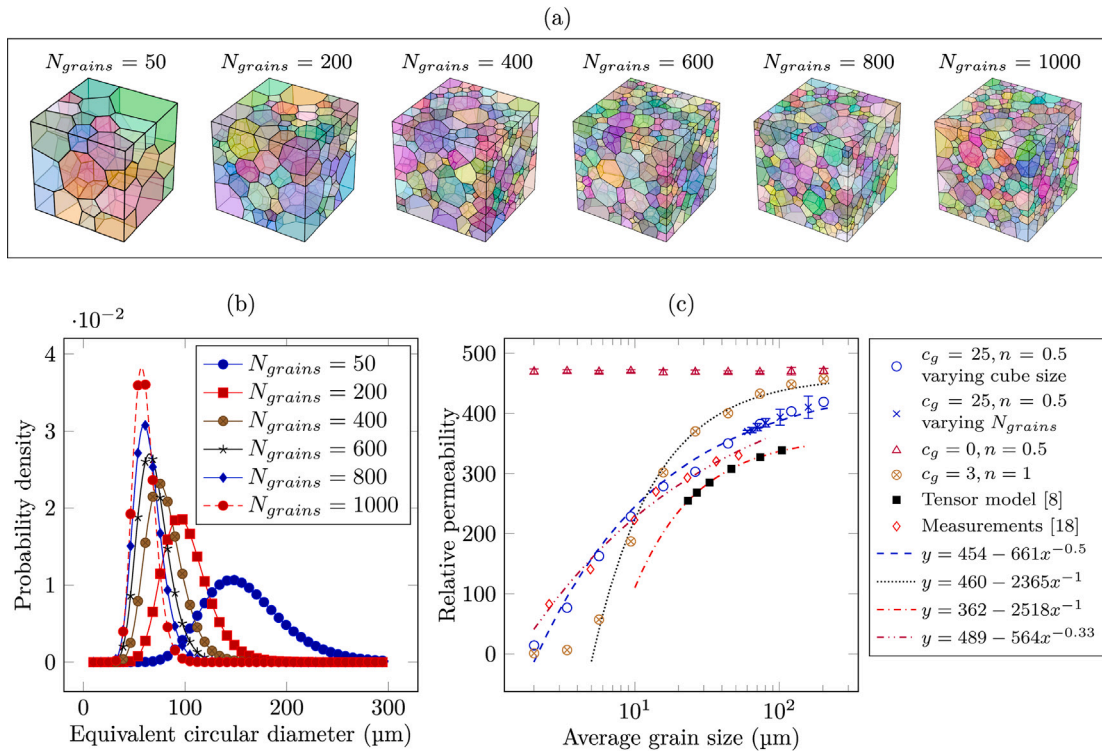 (a)
N_grains = 50
N_grains = 200
N_grains = 400
N_grains = 600
N_grains = 800
N_grains = 1000
(b)
·10^−2
4
3
2
1
0
0
100
200
300
Probability density
Equivalent circular diameter (µm)
N_grains = 50
N_grains = 200
N_grains = 400
N_grains = 600
N_grains = 800
N_grains = 1000
(c)
500
400
300
200
100
0
10^1
10^2
Relative permeability
Average grain size (µm)
c_g = 25, n = 0.5
varying cube size
c_g = 25, n = 0.5
varying N_grains
c_g = 0, n = 0.5
c_g = 3, n = 1
Tensor model [8]
Measurements [18]
y = 454 − 661x^−0.5
y = 460 − 2365x^−1
y = 362 − 2518x^−1
y = 489 − 564x^−0.33